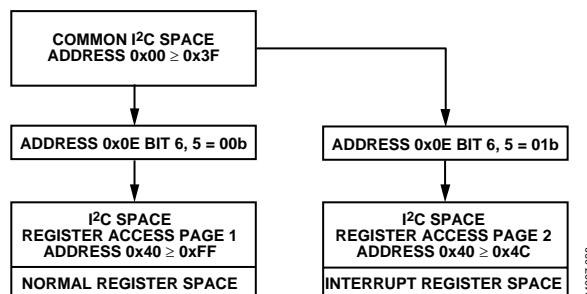 COMMON I²C SPACE
ADDRESS 0x00 ≥ 0x3F
ADDRESS 0x0E BIT 6, 5 = 00b
ADDRESS 0x0E BIT 6, 5 = 01b
I²C SPACE
REGISTER ACCESS PAGE 1
ADDRESS 0x40 ≥ 0xFF
NORMAL REGISTER SPACE
I²C SPACE
REGISTER ACCESS PAGE 2
ADDRESS 0x40 ≥ 0x4C
INTERRUPT REGISTER SPACE